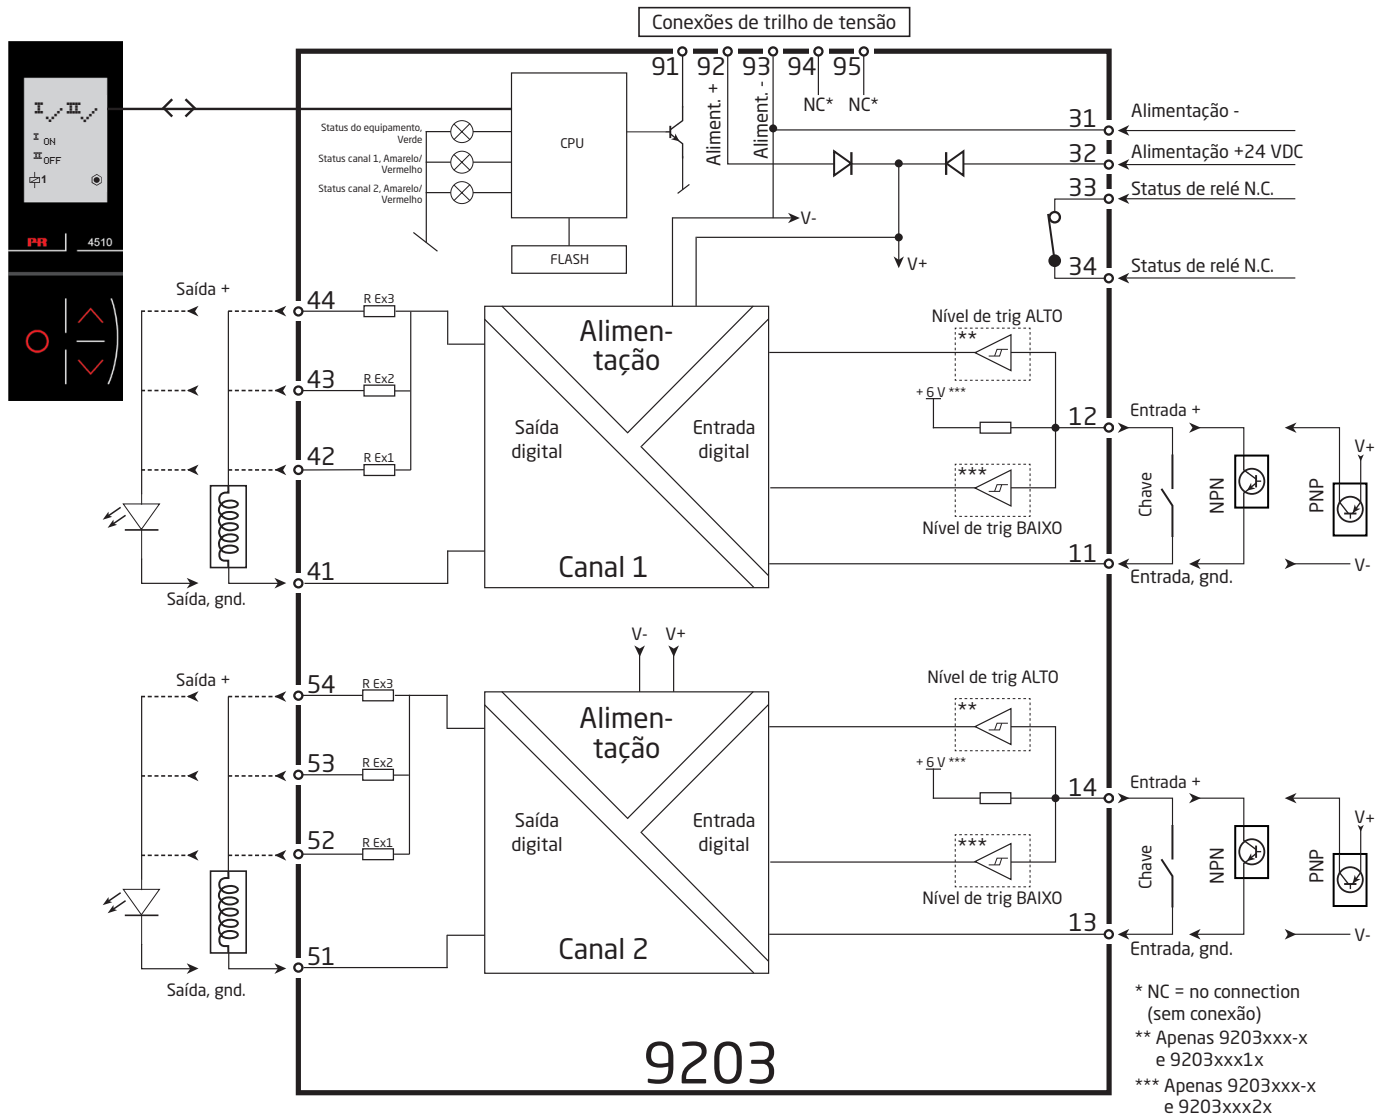 Conexões de trilho de tensão
91 92 93 94 95
Aliment. +
Aliment. -
NC* NC*
I II
I ON
II OFF
1
PR 4510
Status do equipamento,
Verde
Status canal 1, Amarelo/
Vermelho
Status canal 2, Amarelo/
Vermelho
CPU
FLASH
V-
V+
31 Alimentação -
32 Alimentação +24 VDC
33 Status de relé N.C.
34 Status de relé N.C.
Saída +
44 R Ex3
43 R Ex2
42 R Ex1
41
Saída, gnd.
Alimen-
tação
Saída
digital
Entrada
digital
Canal 1
Nível de trig ALTO
**
+ 6 V ***
***
Nível de trig BAIXO
12 Entrada +
11
Entrada, gnd.
Chave
NPN
PNP
V+
V-
V- V+
Saída +
54 R Ex3
53 R Ex2
52 R Ex1
51
Saída, gnd.
Alimen-
tação
Saída
digital
Entrada
digital
Canal 2
Nível de trig ALTO
**
+ 6 V ***
***
Nível de trig BAIXO
14 Entrada +
13
Entrada, gnd.
Chave
NPN
PNP
V+
V-
9203
* NC = no connection
(sem conexão)
** Apenas 9203xxx-x
e 9203xxx1x
*** Apenas 9203xxx-x
e 9203xxx2x